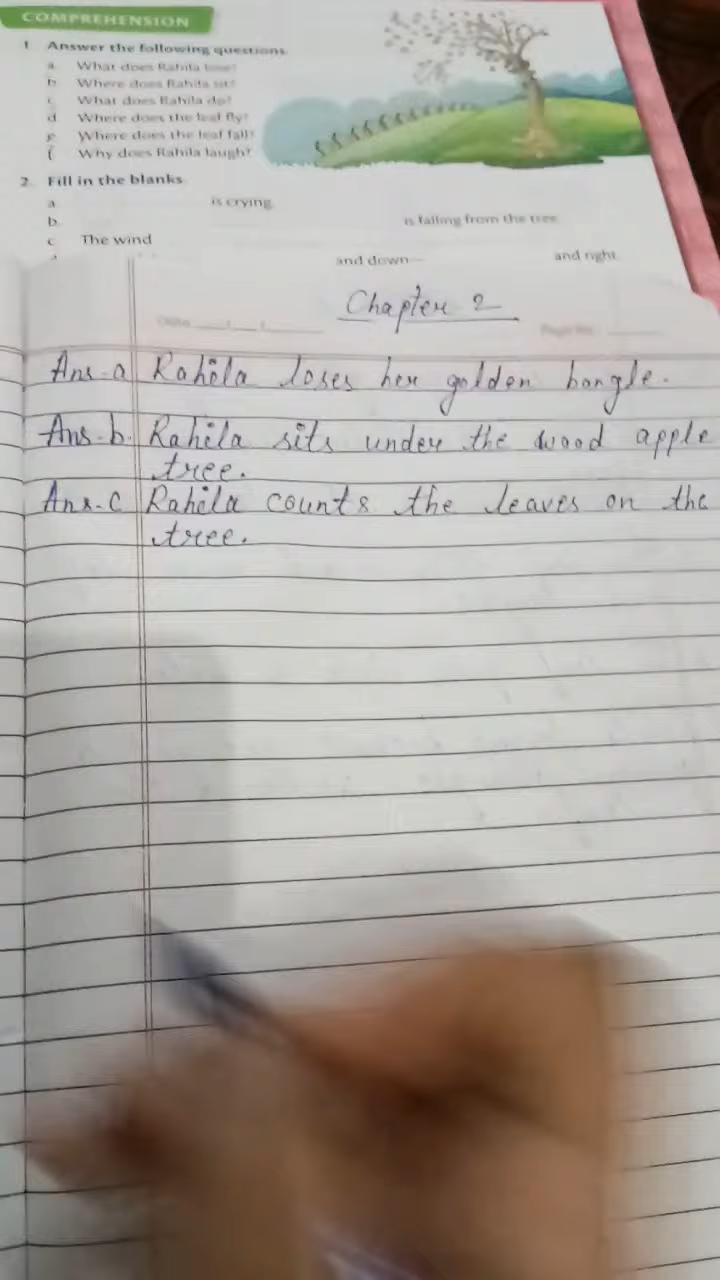 COMPREHENSION
1 Answer the following questions.
a. What does Rahila lose?
b. Where does Rahila sit?
c. What does Rahila do?
d Where does the leaf fly?
e Where does the leaf fall?
f Why does Rahila laugh?
2. Fill in the blanks.
a is crying.
b. is falling from the tree.
c The wind
and down and right.
Chapter 2
Date
Page No.
Ans-a Rahila loses her golden bangle.
Ans-b. Rahila sits under the wood apple
tree.
Ans-c Rahila counts the leaves on the
tree.